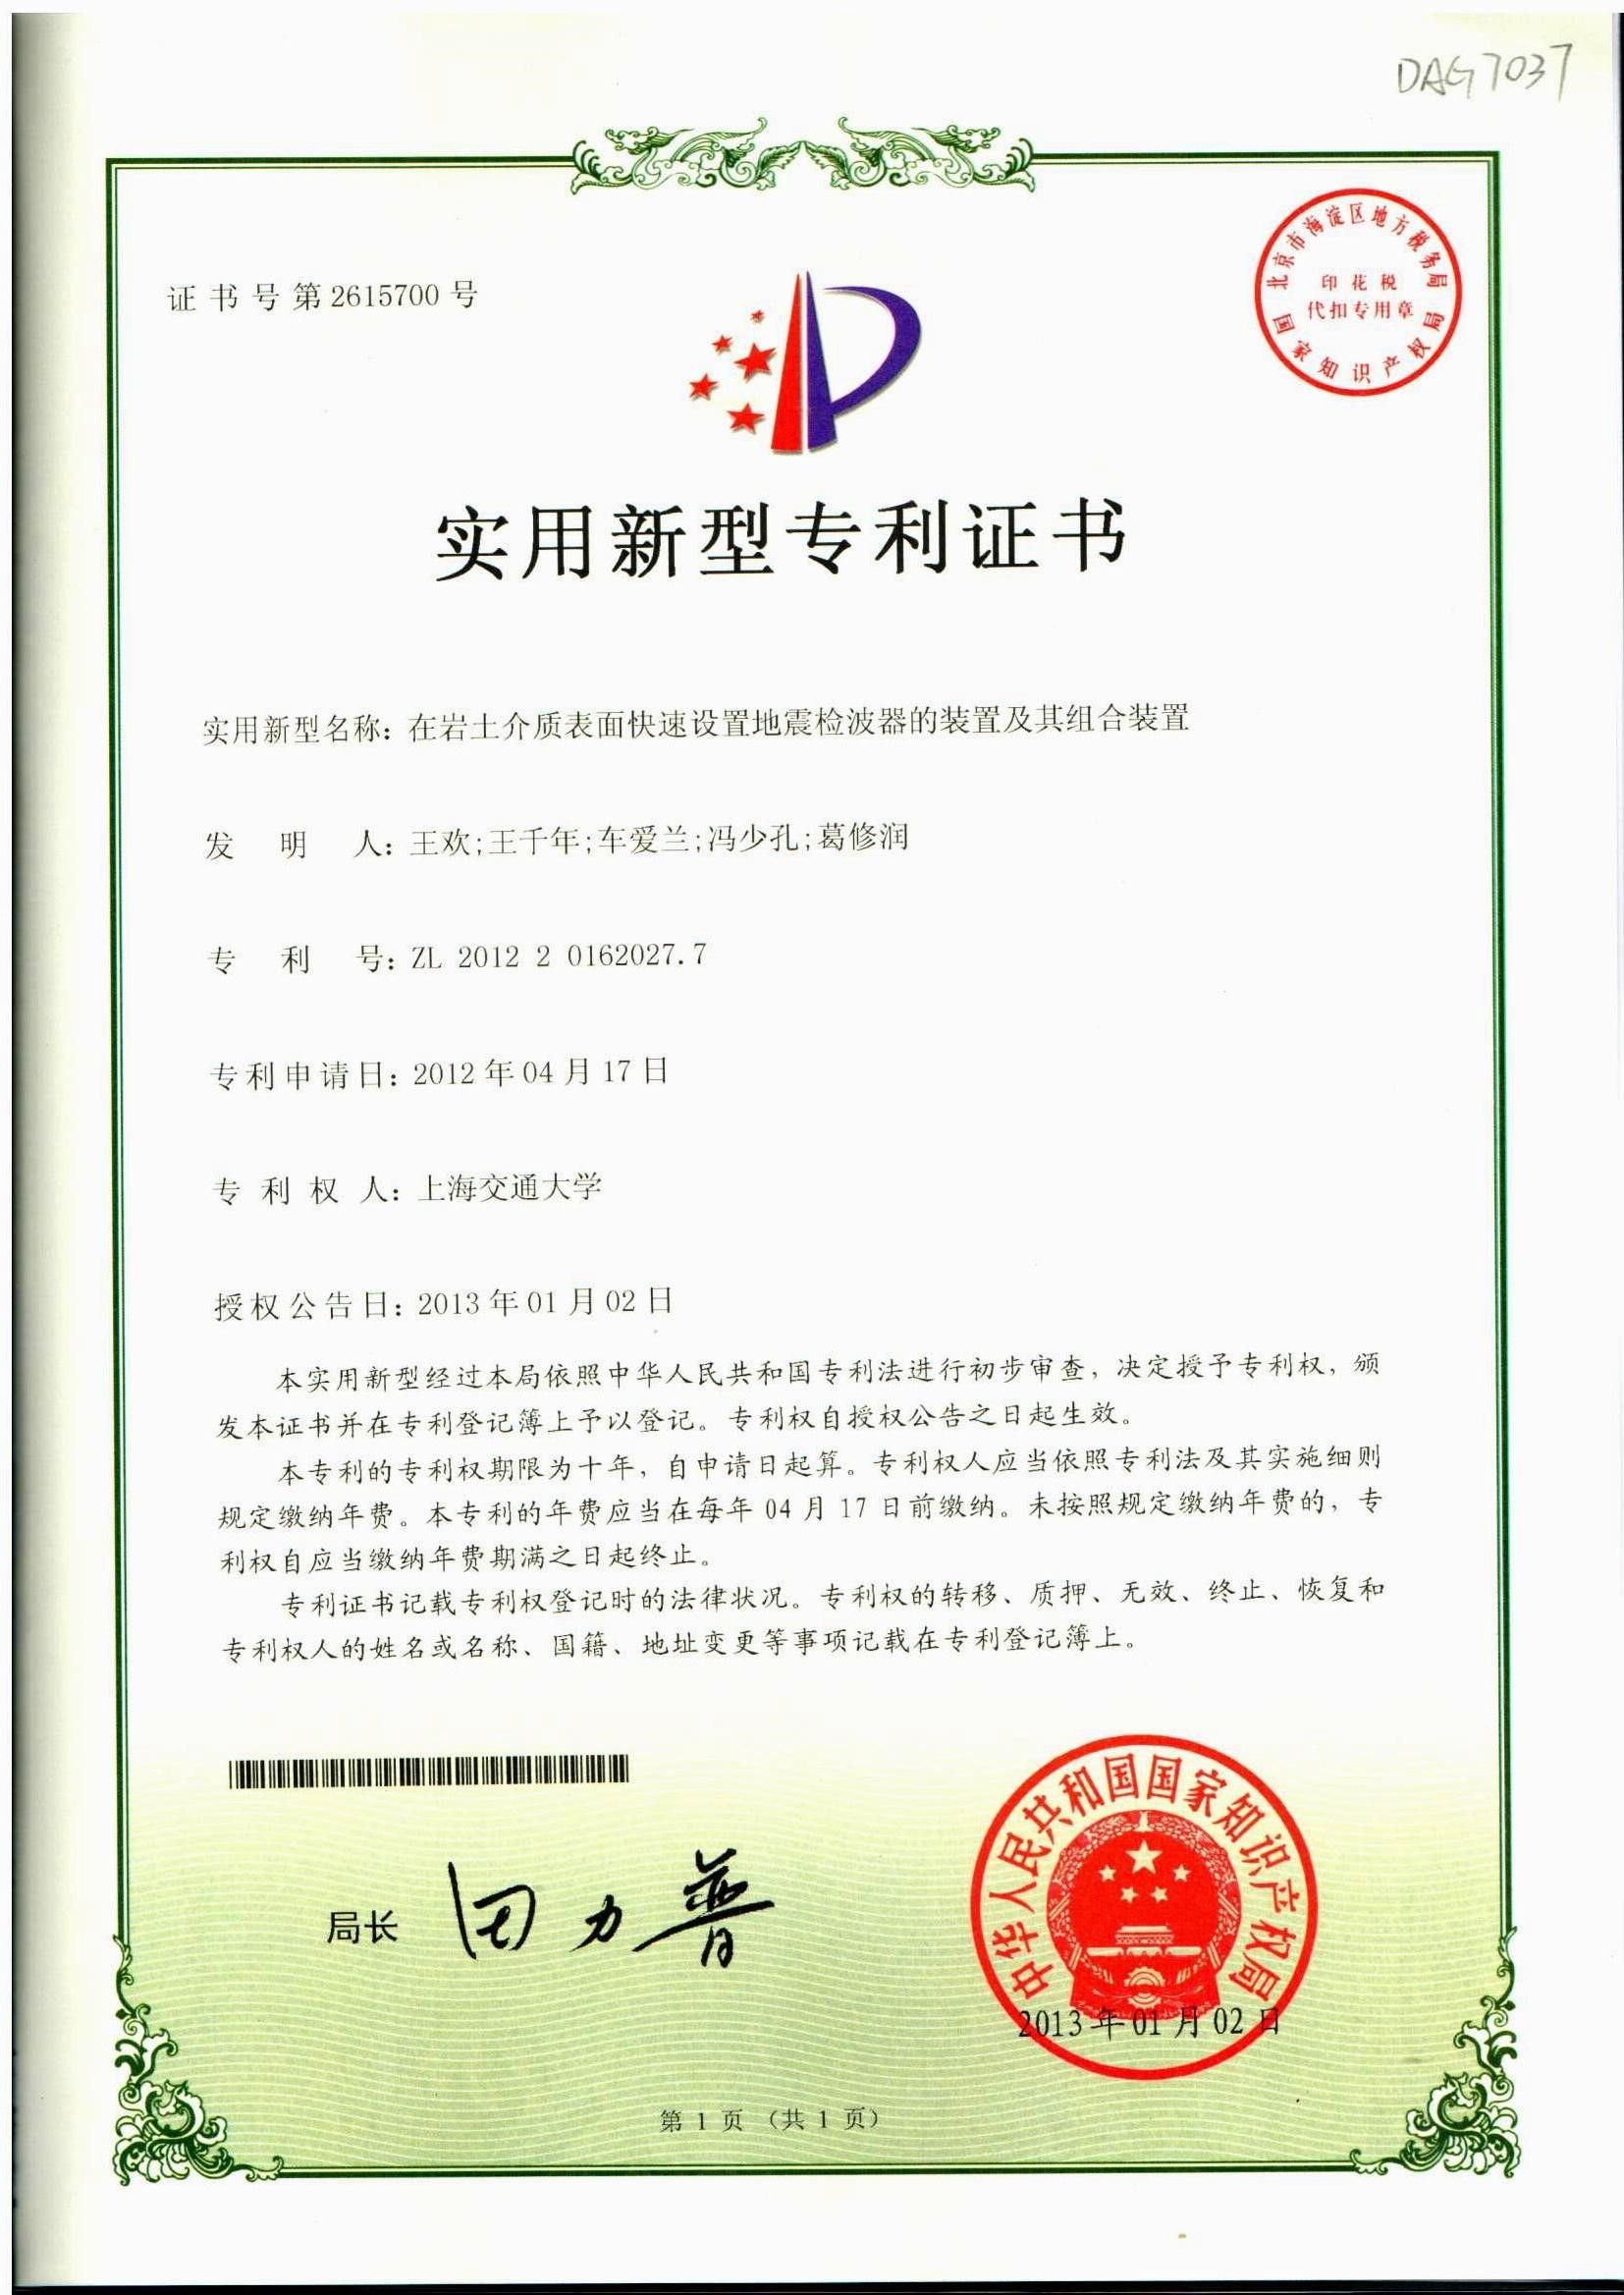 DAG7037
北京市海淀区地方税务局
印花税
代扣专用章
国家知识产权局
证书号第2615700号
实用新型专利证书
实用新型名称：在岩土介质表面快速设置地震检波器的装置及其组合装置
发明人：王欢;王千年;车爱兰;冯少孔;葛修润
专利号：ZL 2012 2 0162027.7
专利申请日：2012年04月17日
专利权人：上海交通大学
授权公告日：2013年01月02日
本实用新型经过本局依照中华人民共和国专利法进行初步审查，决定授予专利权，颁
发本证书并在专利登记簿上予以登记。专利权自授权公告之日起生效。
本专利的专利权期限为十年，自申请日起算。专利权人应当依照专利法及其实施细则
规定缴纳年费。本专利的年费应当在每年04月17日前缴纳。未按照规定缴纳年费的，专
利权自应当缴纳年费期满之日起终止。
专利证书记载专利权登记时的法律状况。专利权的转移、质押、无效、终止、恢复和
专利权人的姓名或名称、国籍、地址变更等事项记载在专利登记簿上。
局长 田力普
中华人民共和国国家知识产权局
2013年01月02日
第1页（共1页）